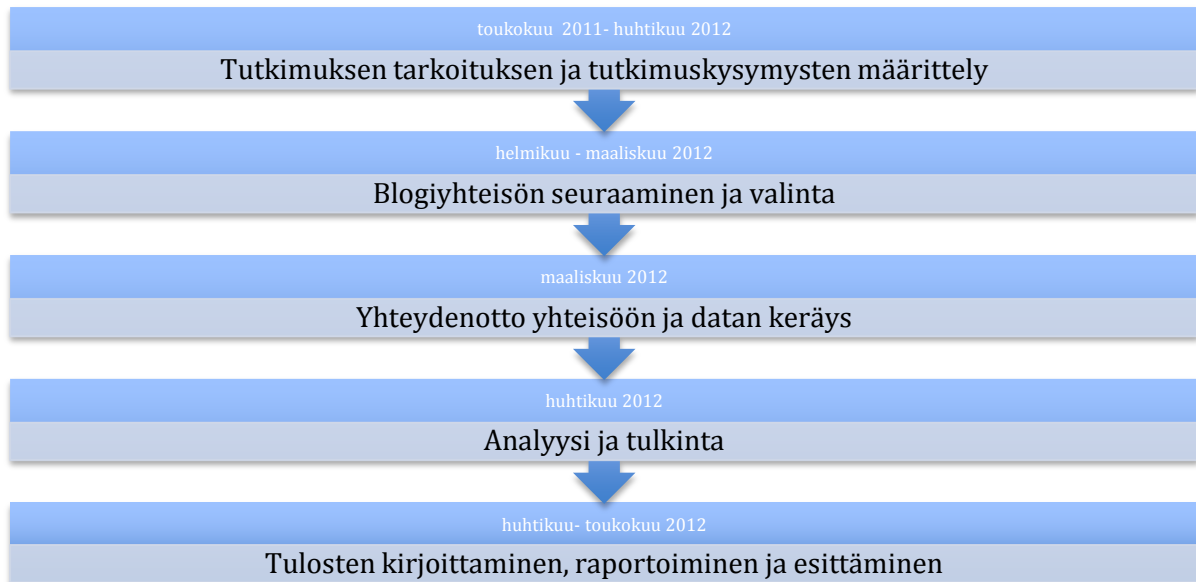 toukokuu 2011- huhtikuu 2012
Tutkimuksen tarkoituksen ja tutkimuskysymysten määrittely
helmikuu - maaliskuu 2012
Blogiyhteisön seuraaminen ja valinta
maaliskuu 2012
Yhteydenotto yhteisöön ja datan keräys
huhtikuu 2012
Analyysi ja tulkinta
huhtikuu- toukokuu 2012
Tulosten kirjoittaminen, raportoiminen ja esittäminen